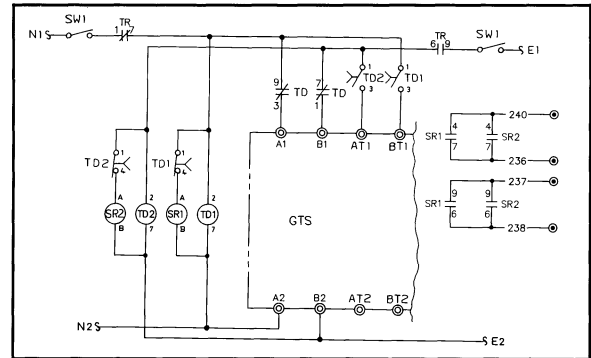 SW1
N1
TR
1 7
TR
6 9
SW1
E1
9
TD
3
7
TD
1
1
TD2
3
1
TD1
3
A1
B1
AT1
BT1
240
4
SR1
7
4
SR2
7
236
237
9
SR1
6
9
SR2
6
238
TD2
1
4
TD1
1
4
A
SR2
B
2
TD2
7
A
SR1
B
2
TD1
7
GTS
A2
B2
AT2
BT2
N2
E2